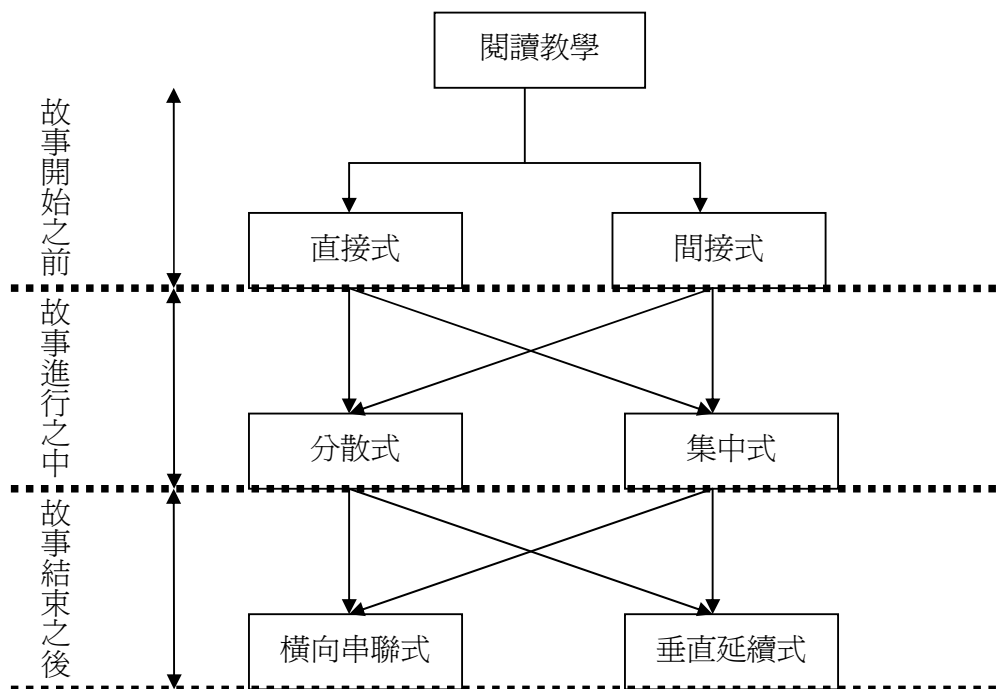 閱讀教學
故事開始之前
直接式
間接式
故事進行之中
分散式
集中式
故事結束之後
橫向串聯式
垂直延續式